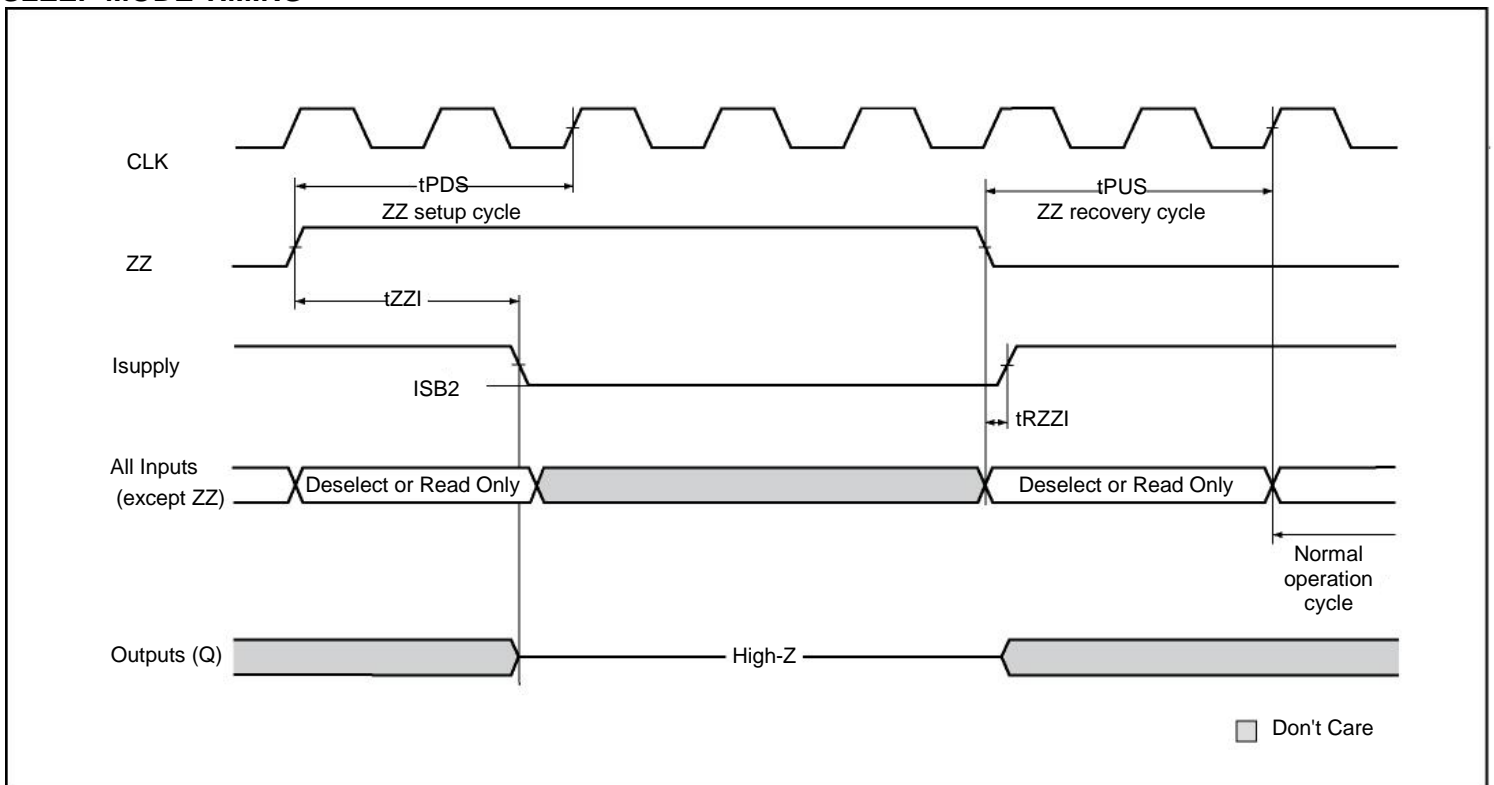 CLK
tPDS
tPUS
ZZ setup cycle
ZZ recovery cycle
ZZ
tZZI
Isupply
ISB2
tRZZI
All Inputs
(except ZZ)
Deselect or Read Only
Deselect or Read Only
Normal
operation
cycle
Outputs (Q)
High-Z
Don't Care